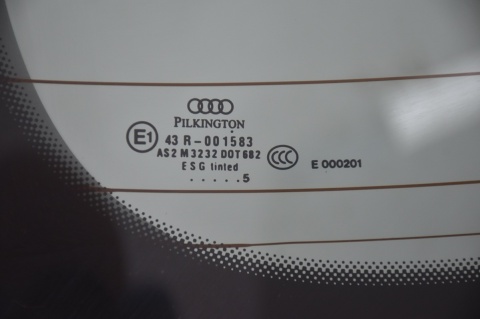 PILKINGTON
E1 43 R-001583
AS2 M3232 DOT682
ESG tinted
CCC E 000201
. . . . . 5